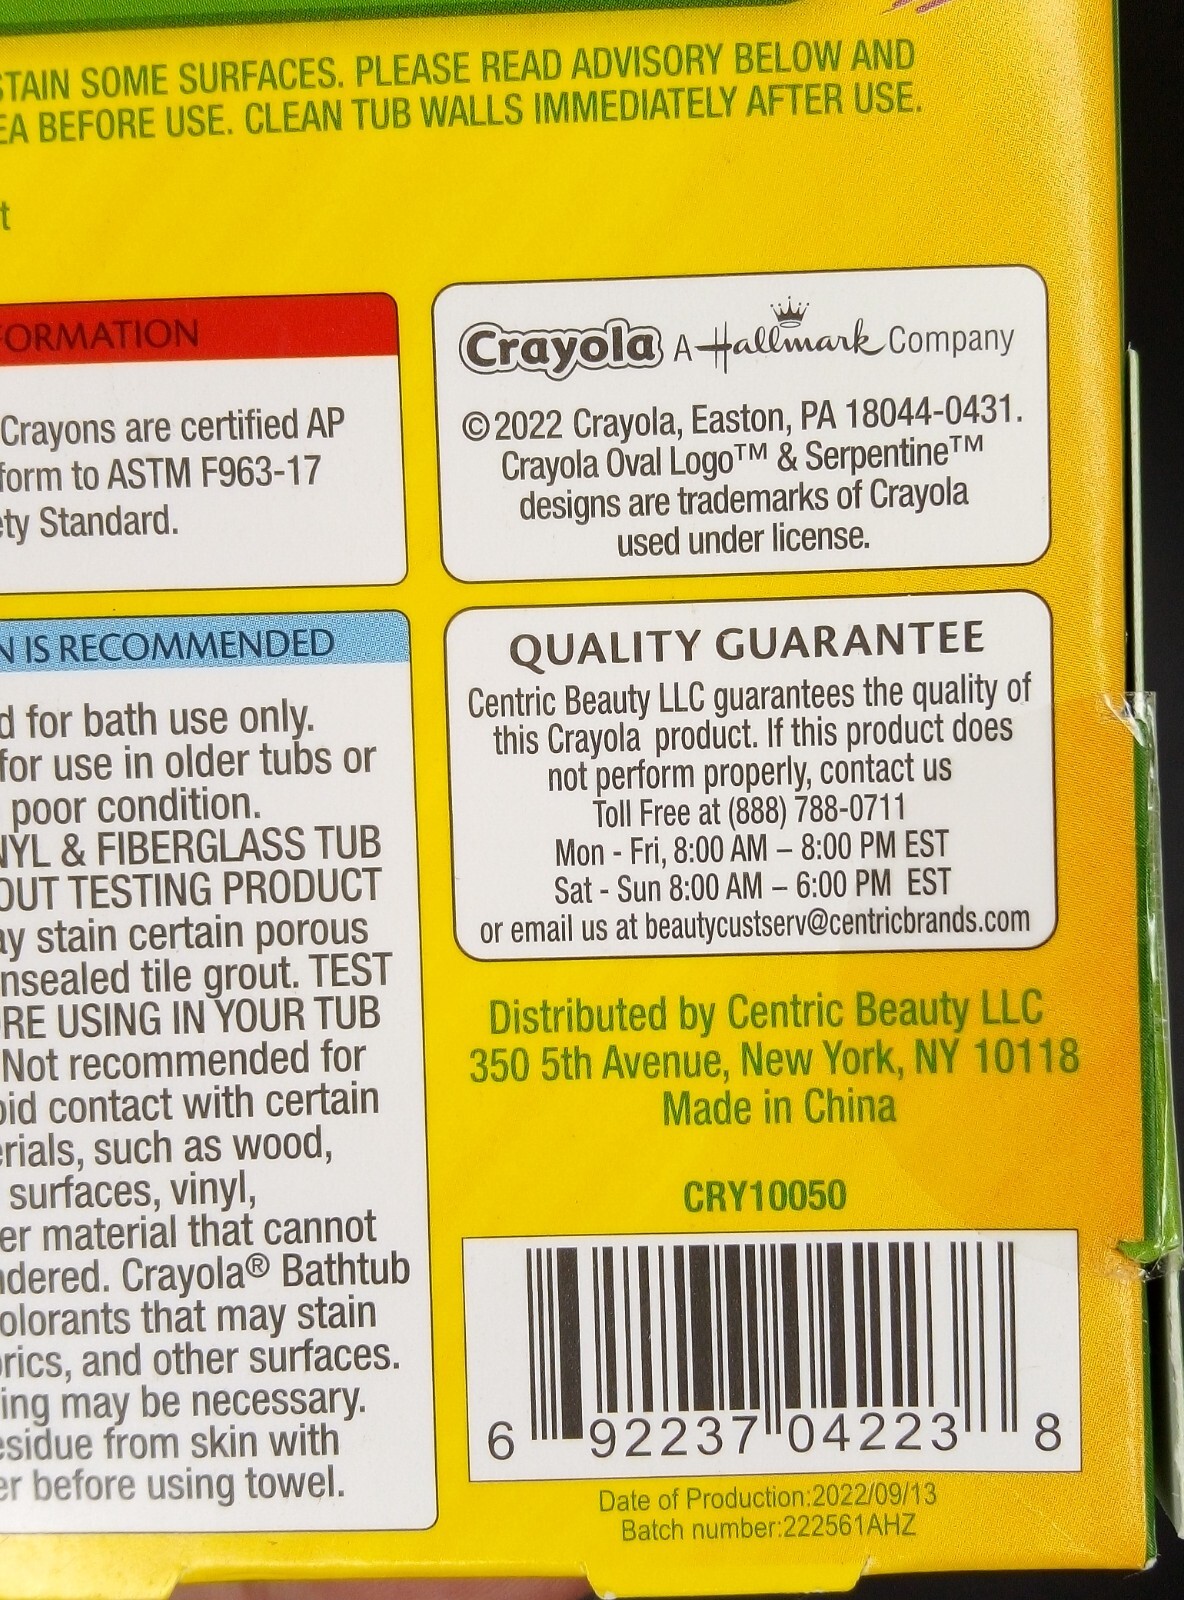 STAIN SOME SURFACES. PLEASE READ ADVISORY BELOW AND
EA BEFORE USE. CLEAN TUB WALLS IMMEDIATELY AFTER USE.
t
FORMATION
Crayons are certified AP
form to ASTM F963-17
ety Standard.
N IS RECOMMENDED
d for bath use only.
for use in older tubs or
poor condition.
NYL & FIBERGLASS TUB
OUT TESTING PRODUCT
ay stain certain porous
nsealed tile grout. TEST
RE USING IN YOUR TUB
Not recommended for
oid contact with certain
erials, such as wood,
surfaces, vinyl,
er material that cannot
ndered. Crayola® Bathtub
olorants that may stain
brics, and other surfaces.
ing may be necessary.
esidue from skin with
er before using towel.
Crayola A Hallmark Company
©2022 Crayola, Easton, PA 18044-0431.
Crayola Oval Logo™ & Serpentine™
designs are trademarks of Crayola
used under license.
QUALITY GUARANTEE
Centric Beauty LLC guarantees the quality of
this Crayola product. If this product does
not perform properly, contact us
Toll Free at (888) 788-0711
Mon - Fri, 8:00 AM – 8:00 PM EST
Sat - Sun 8:00 AM – 6:00 PM EST
or email us at beautycustserv@centricbrands.com
Distributed by Centric Beauty LLC
350 5th Avenue, New York, NY 10118
Made in China
CRY10050
6 92237 04223 8
Date of Production:2022/09/13
Batch number:222561AHZ